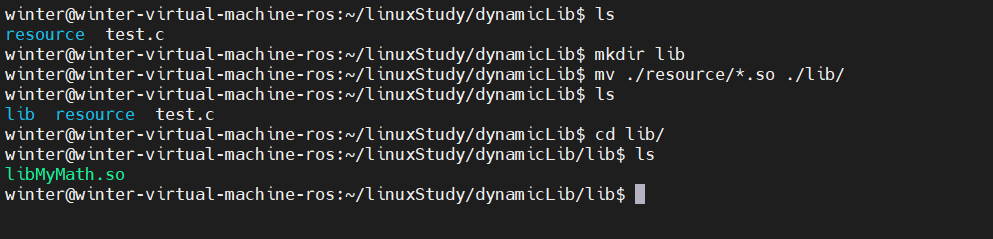 winter@winter-virtual-machine-ros:~/linuxStudy/dynamicLib$ ls
resource  test.c
winter@winter-virtual-machine-ros:~/linuxStudy/dynamicLib$ mkdir lib
winter@winter-virtual-machine-ros:~/linuxStudy/dynamicLib$ mv ./resource/*.so ./lib/
winter@winter-virtual-machine-ros:~/linuxStudy/dynamicLib$ ls
lib  resource  test.c
winter@winter-virtual-machine-ros:~/linuxStudy/dynamicLib$ cd lib/
winter@winter-virtual-machine-ros:~/linuxStudy/dynamicLib/lib$ ls
libMyMath.so
winter@winter-virtual-machine-ros:~/linuxStudy/dynamicLib/lib$